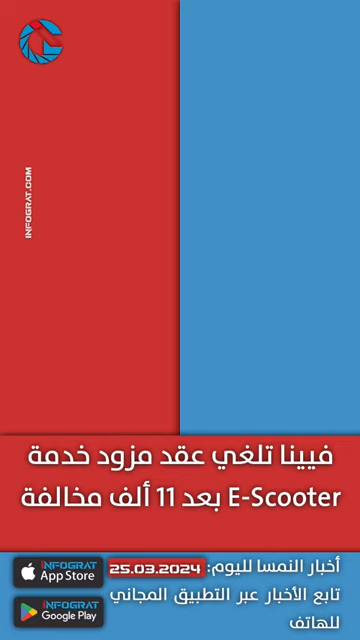 INFOGRAT.COM
فيينا تلغي عقد مزود خدمة
E-Scooter بعد 11 ألف مخالفة
أخبار النمسا لليوم: 25.03.2024
تابع الأخبار عبر التطبيق المجاني
للهاتف
INFOGRAT
App Store
INFOGRAT
Google Play